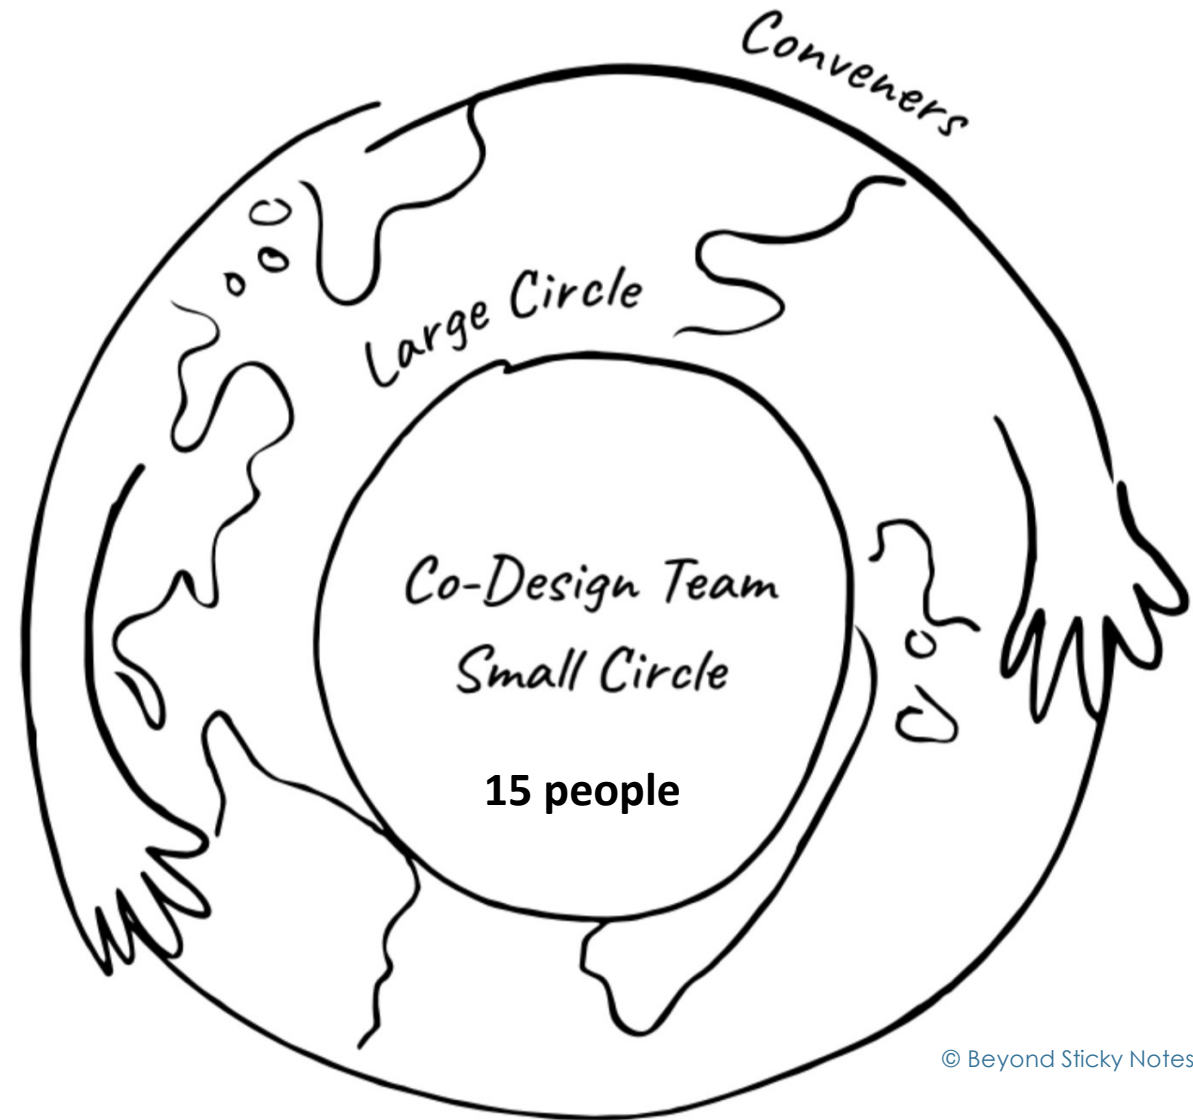 Conveners
Large Circle
Co-Design Team
Small Circle
15 people
© Beyond Sticky Notes